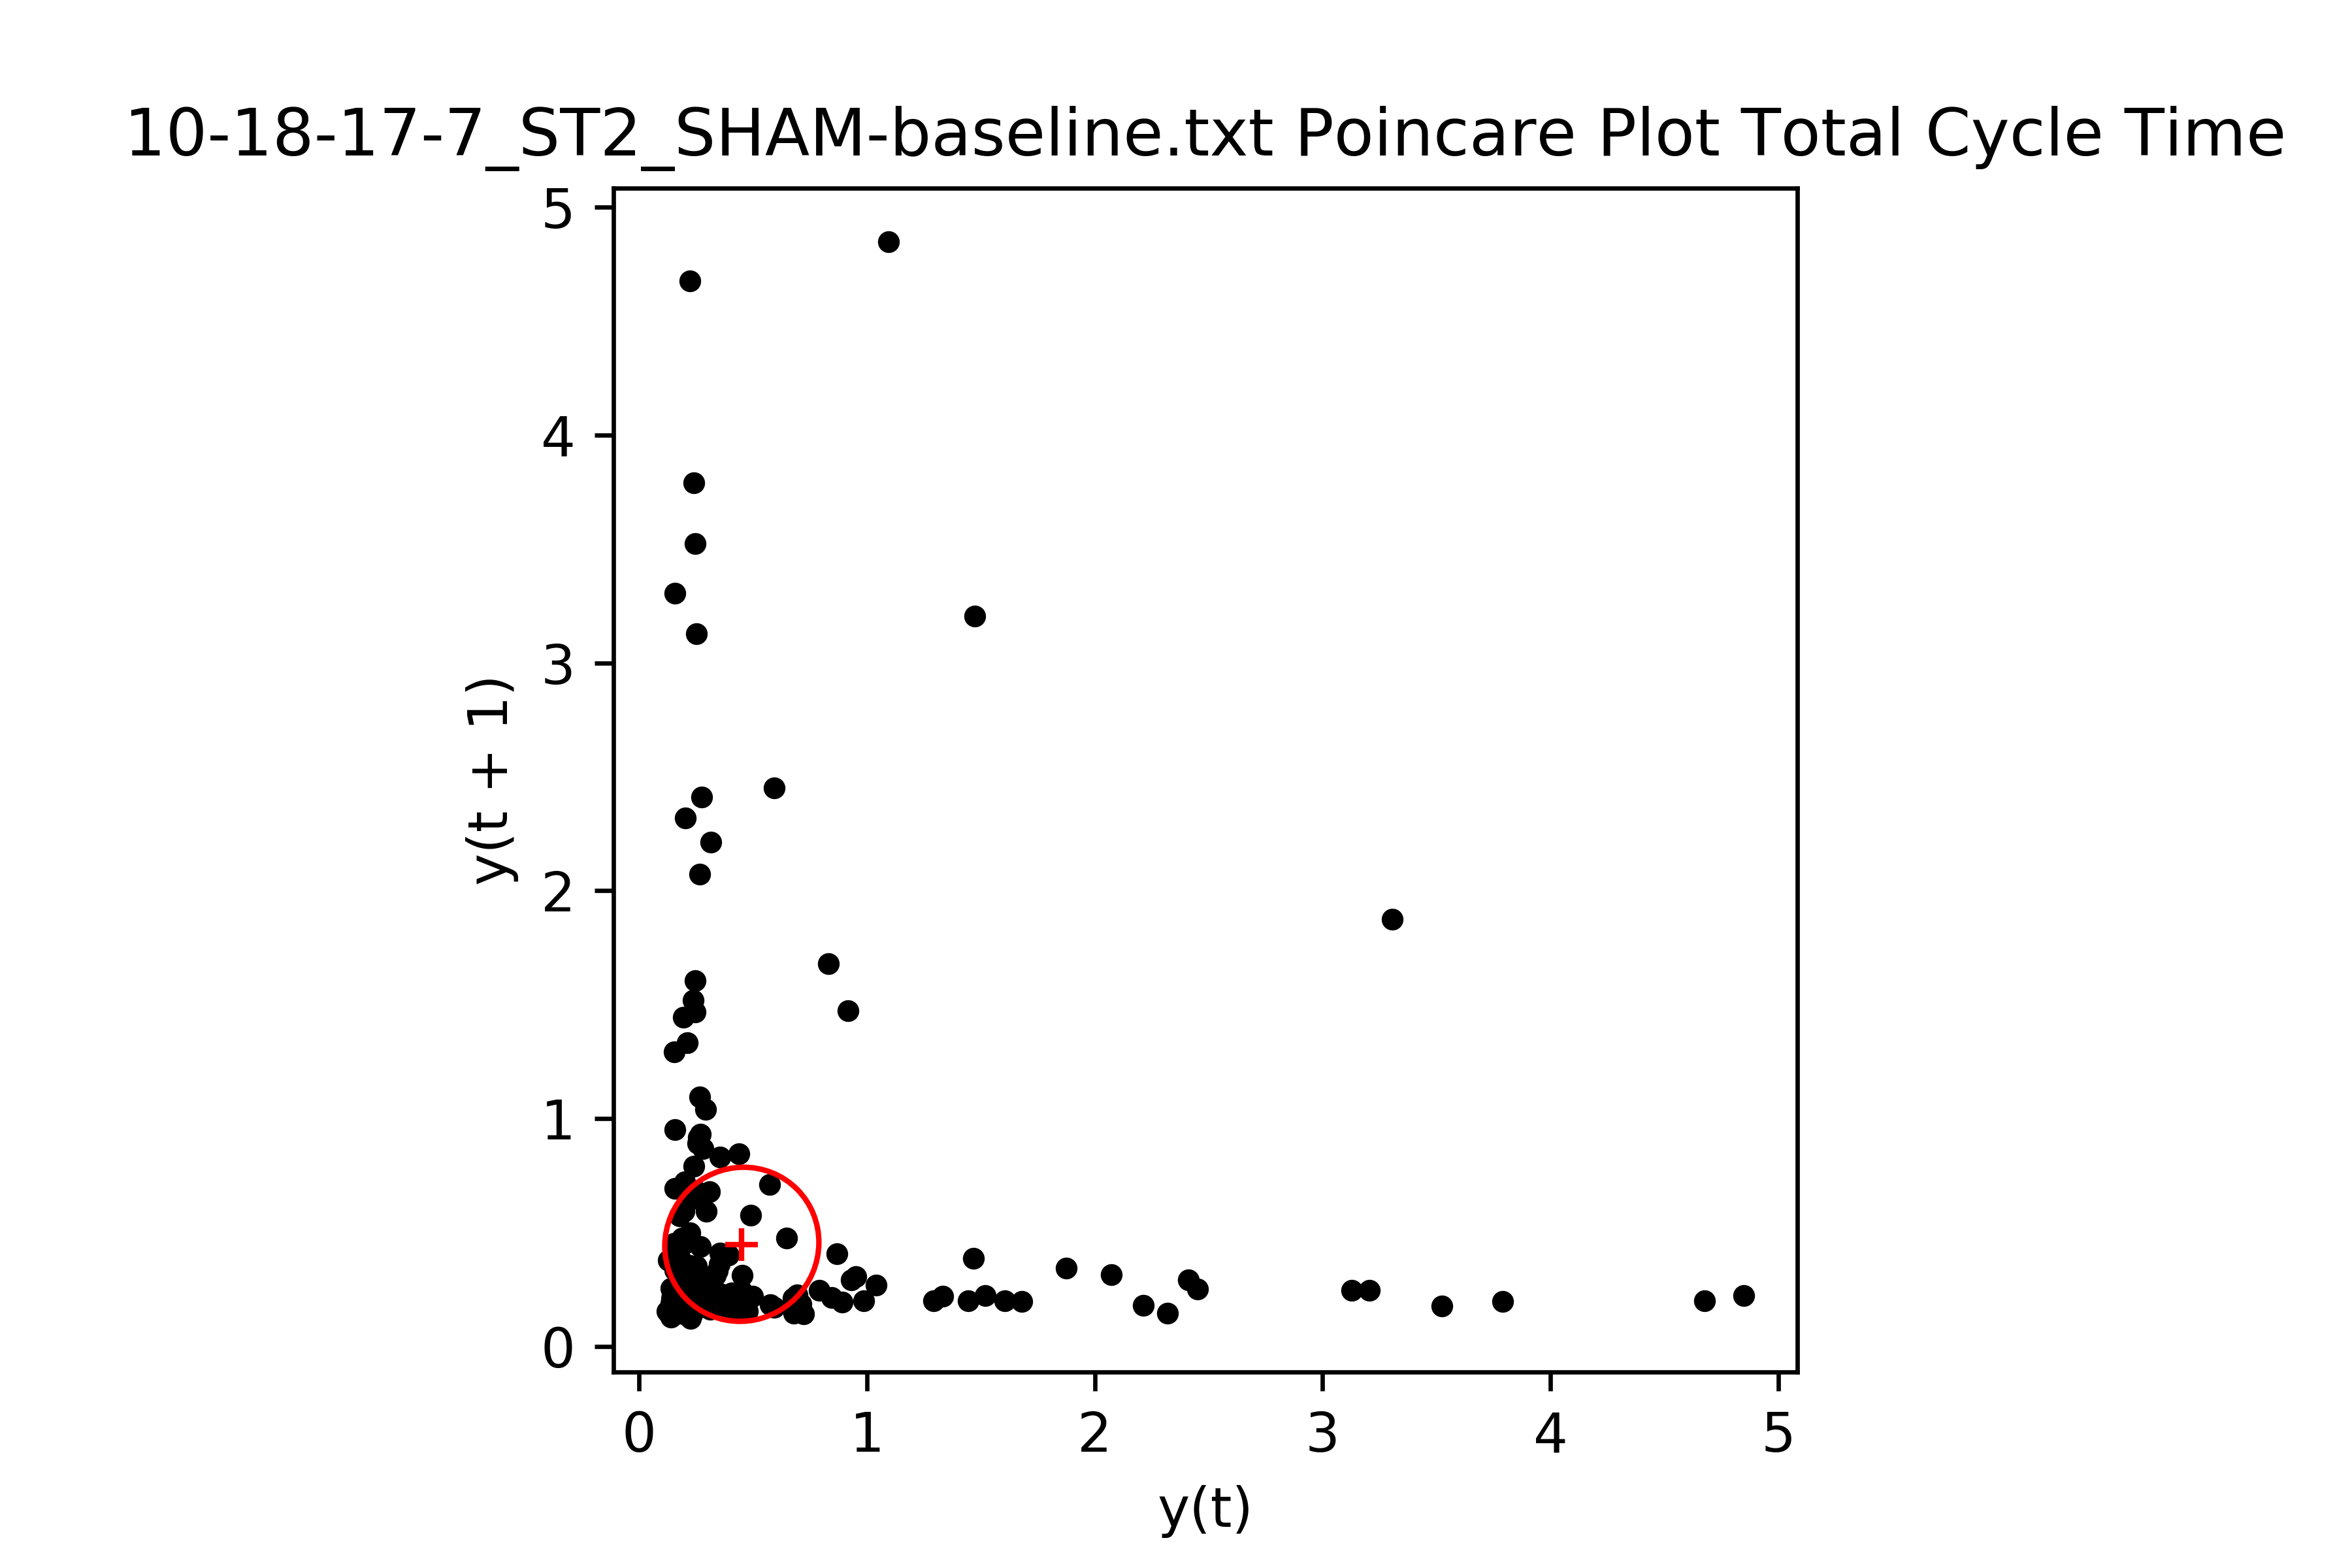 10-18-17-7_ST2_SHAM-baseline.txt Poincare Plot Total Cycle Time
5
4
3
2
1
0
y(t + 1)
0 1 2 3 4 5
y(t)